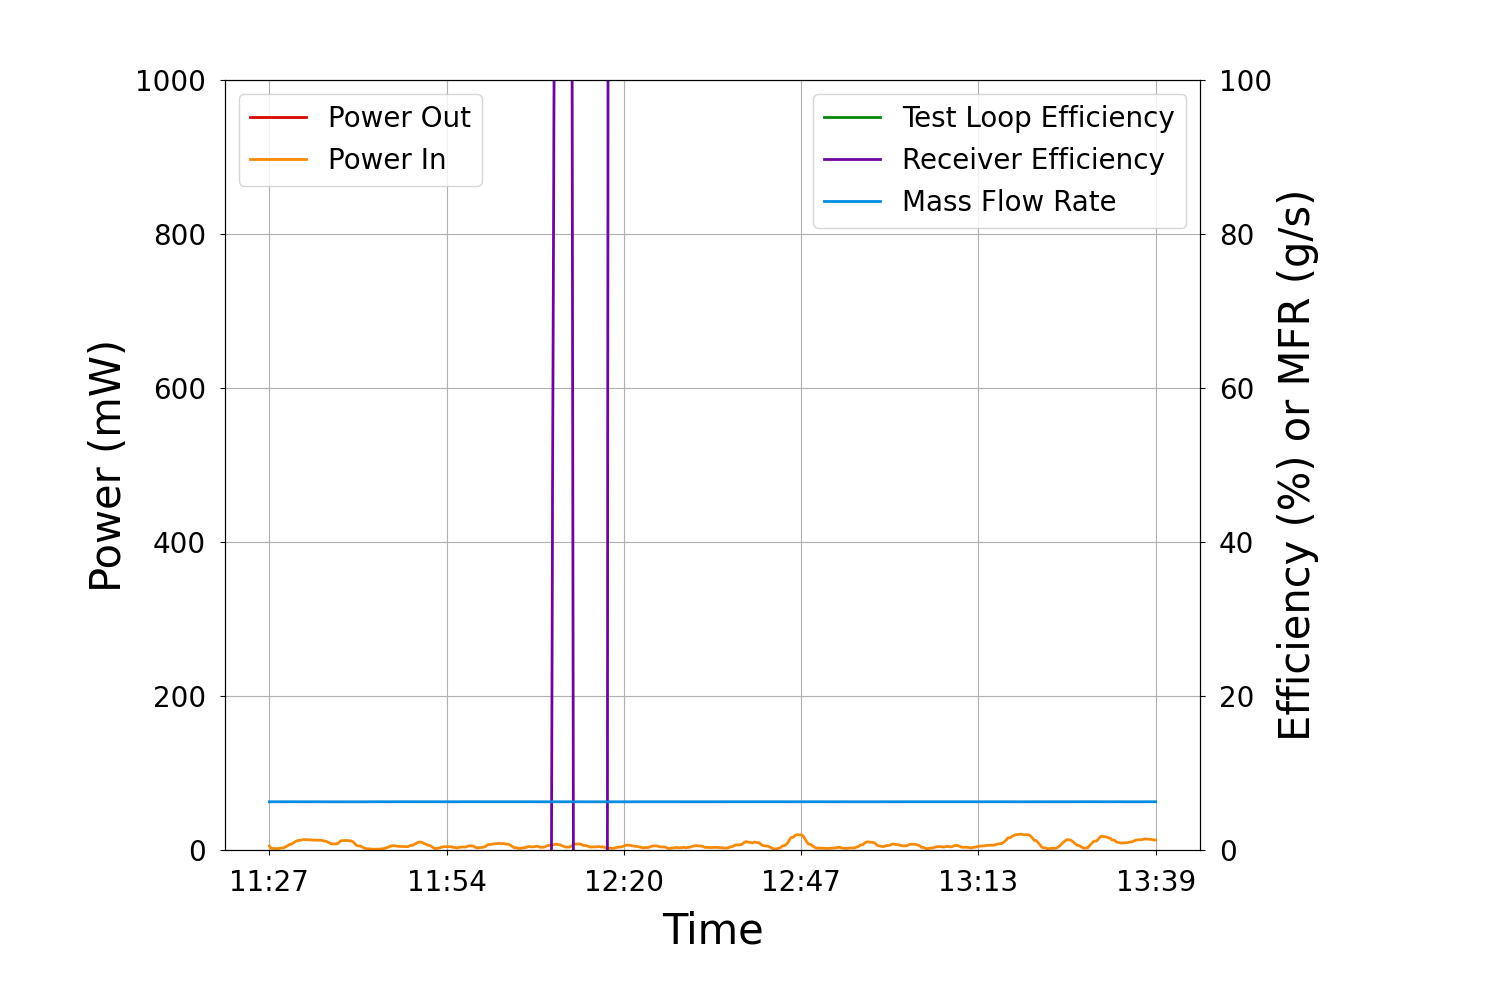 1000
800
600
400
200
0
Power (mW)
Power Out
Power In
Test Loop Efficiency
Receiver Efficiency
Mass Flow Rate
100
80
60
40
20
0
Efficiency (%) or MFR (g/s)
11:27 11:54 12:20 12:47 13:13 13:39
Time